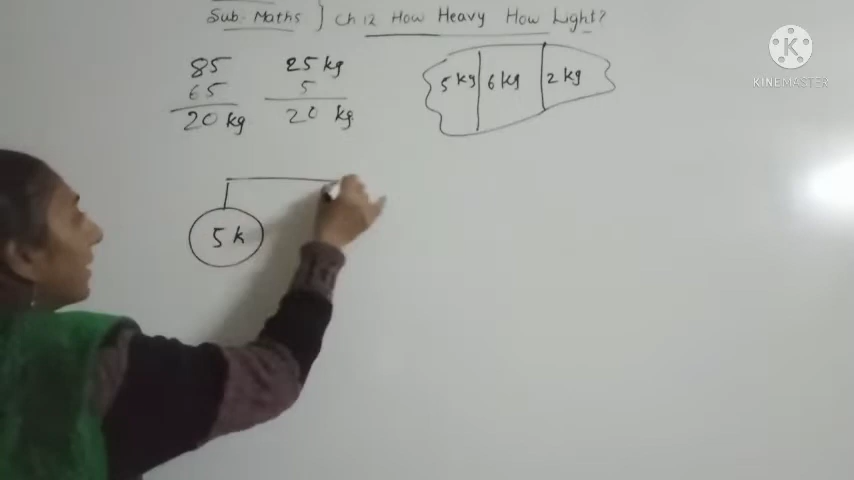 Sub: Maths } Ch 12 How Heavy How Light?
85
65
20 kg
25 kg
5
20 kg
5 kg 6 kg 2 kg
5 k
K
KINEMASTER